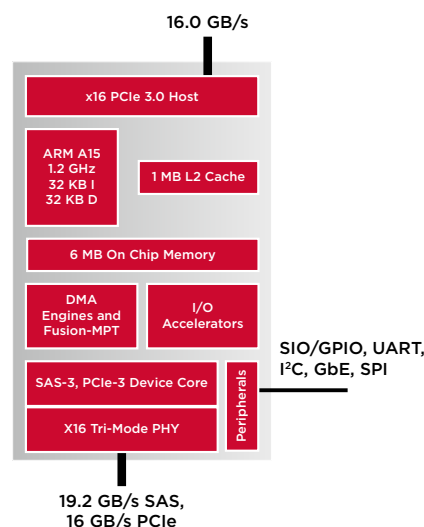 16.0 GB/s
x16 PCIe 3.0 Host
ARM A15
1.2 GHz
32 KB I
32 KB D
1 MB L2 Cache
6 MB On Chip Memory
DMA
Engines and
Fusion-MPT
I/O
Accelerators
SIO/GPIO, UART,
I²C, GbE, SPI
SAS-3, PCIe-3 Device Core
Peripherals
X16 Tri-Mode PHY
19.2 GB/s SAS,
16 GB/s PCIe